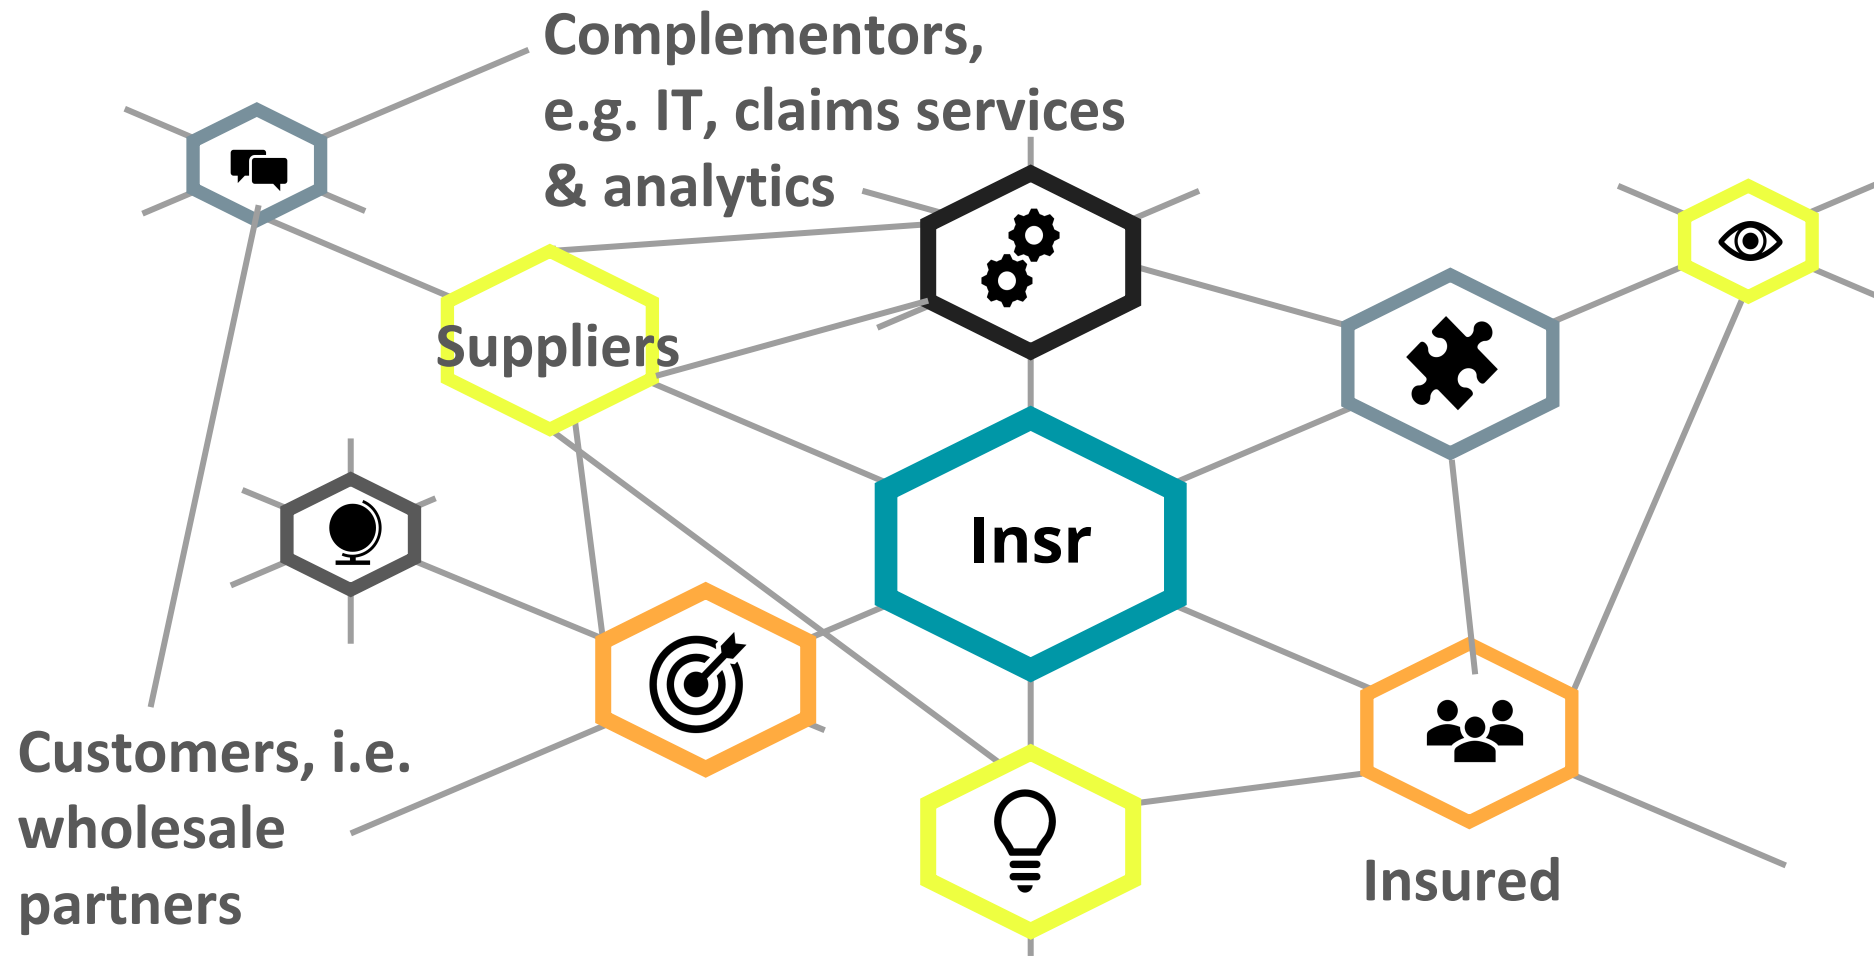 Complementors,
e.g. IT, claims services
& analytics
Suppliers
Insr
Customers, i.e.
wholesale
partners
Insured